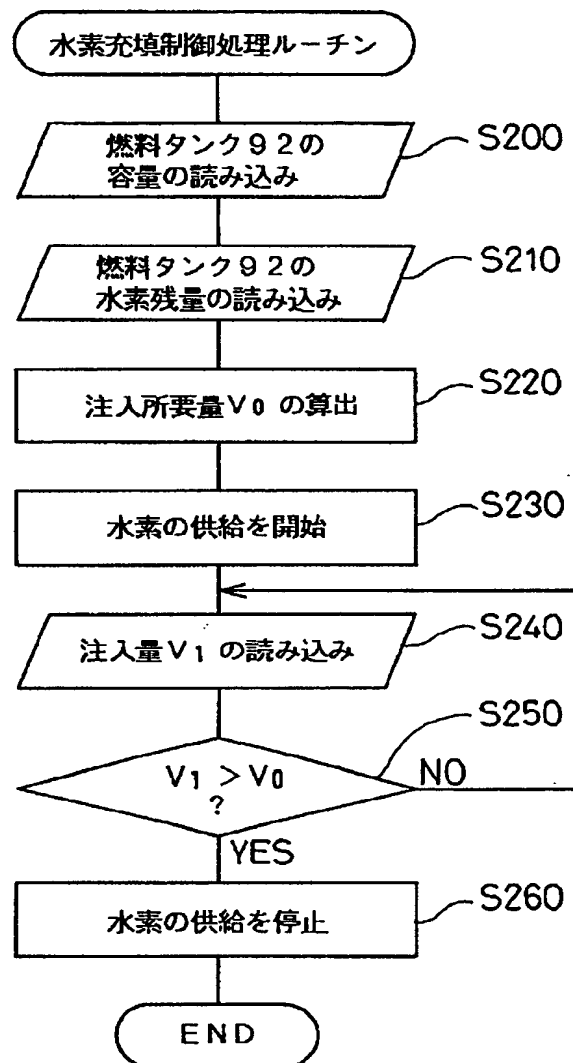 水素充填制御処理ルーチン
燃料タンク92の
容量の読み込み
S200
燃料タンク92の
水素残量の読み込み
S210
注入所要量V0 の算出
S220
水素の供給を開始
S230
注入量V1 の読み込み
S240
S250
V1 > V0
?
NO
YES
水素の供給を停止
S260
END